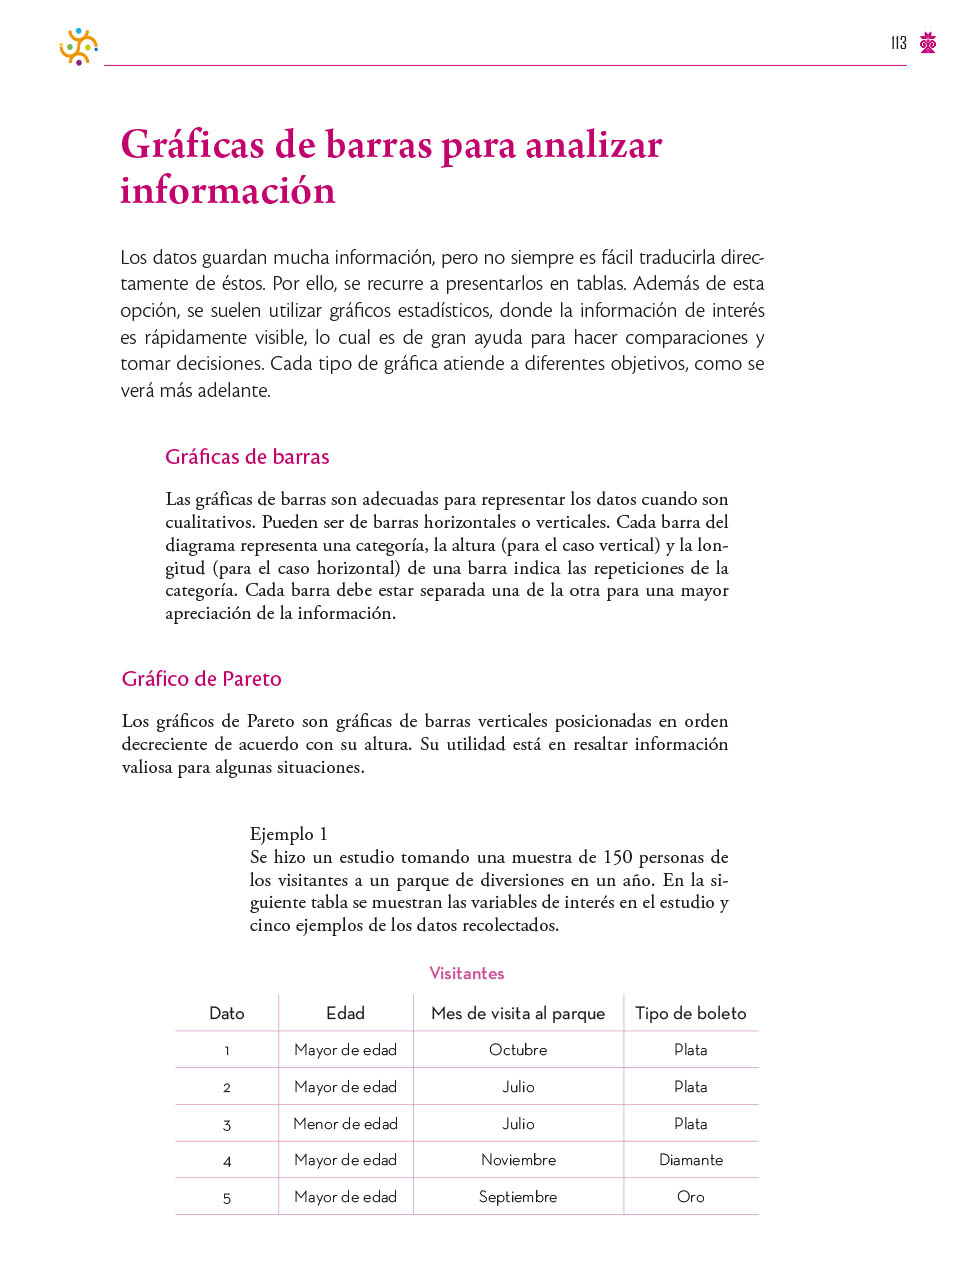 113
Gráficas de barras para analizar
información
Los datos guardan mucha información, pero no siempre es fácil traducirla direc-
tamente de éstos. Por ello, se recurre a presentarlos en tablas. Además de esta
opción, se suelen utilizar gráficos estadísticos, donde la información de interés
es rápidamente visible, lo cual es de gran ayuda para hacer comparaciones y
tomar decisiones. Cada tipo de gráfica atiende a diferentes objetivos, como se
verá más adelante.
Gráficas de barras
Las gráficas de barras son adecuadas para representar los datos cuando son
cualitativos. Pueden ser de barras horizontales o verticales. Cada barra del
diagrama representa una categoría, la altura (para el caso vertical) y la lon-
gitud (para el caso horizontal) de una barra indica las repeticiones de la
categoría. Cada barra debe estar separada una de la otra para una mayor
apreciación de la información.
Gráfico de Pareto
Los gráficos de Pareto son gráficas de barras verticales posicionadas en orden
decreciente de acuerdo con su altura. Su utilidad está en resaltar información
valiosa para algunas situaciones.
Ejemplo 1
Se hizo un estudio tomando una muestra de 150 personas de
los visitantes a un parque de diversiones en un año. En la si-
guiente tabla se muestran las variables de interés en el estudio y
cinco ejemplos de los datos recolectados.
Visitantes
Dato Edad Mes de visita al parque Tipo de boleto
1 Mayor de edad Octubre Plata
2 Mayor de edad Julio Plata
3 Menor de edad Julio Plata
4 Mayor de edad Noviembre Diamante
5 Mayor de edad Septiembre Oro